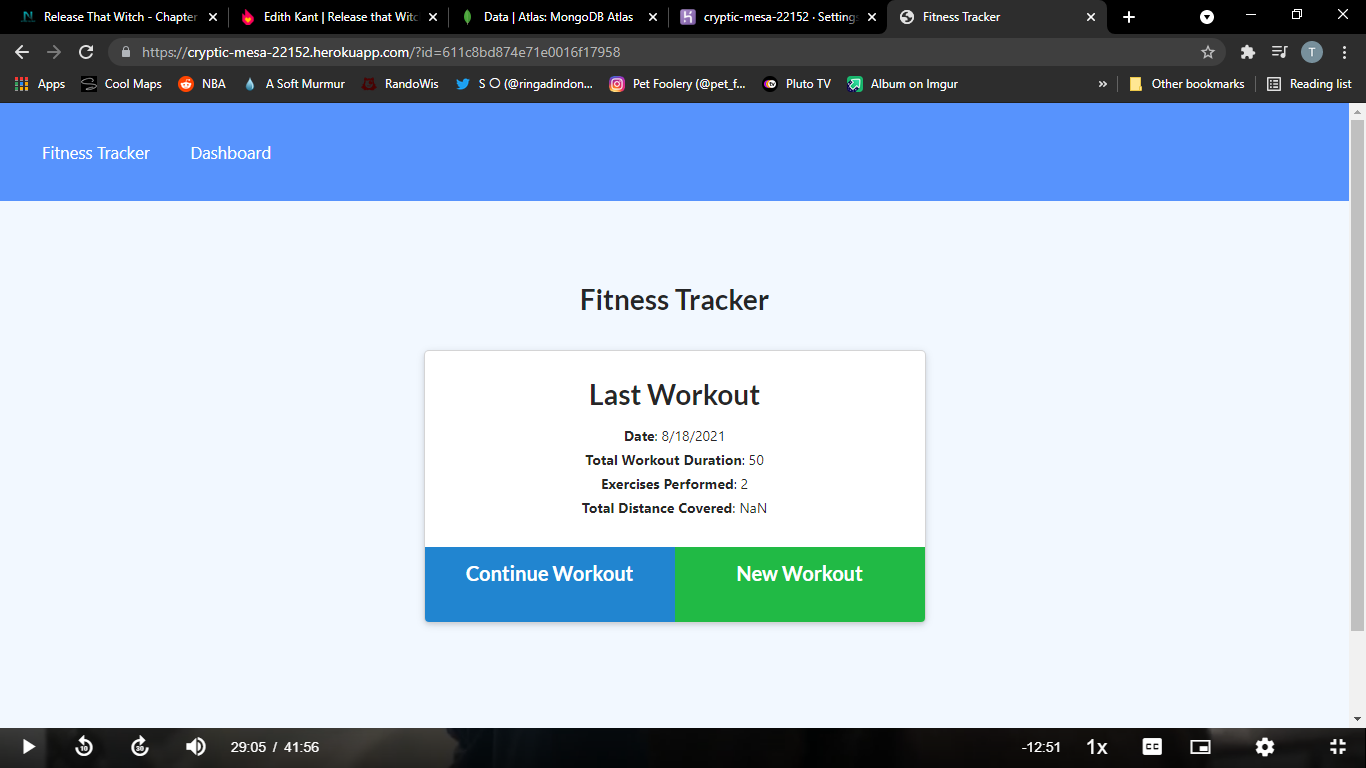 Release That Witch - Chapter
Edith Kant | Release that Witc
Data | Atlas: MongoDB Atlas
cryptic-mesa-22152 · Settings
Fitness Tracker
https://cryptic-mesa-22152.herokuapp.com/?id=611c8bd874e71e0016f17958
T
Apps
Cool Maps
NBA
A Soft Murmur
RandoWis
S O (@ringadindon...
Pet Foolery (@pet_f...
Pluto TV
Album on Imgur
»
Other bookmarks
Reading list
Fitness Tracker
Dashboard
Fitness Tracker
Last Workout
Date: 8/18/2021
Total Workout Duration: 50
Exercises Performed: 2
Total Distance Covered: NaN
Continue Workout
New Workout
10
30
29:05 / 41:56
-12:51
1x
CC